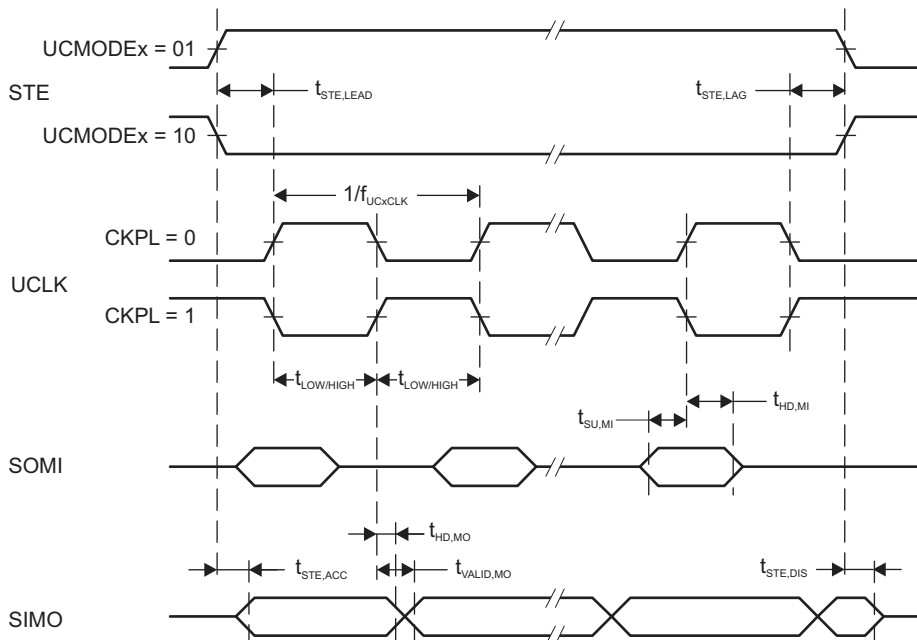 UCMODEx = 01
STE
t_STE,LEAD
t_STE,LAG
UCMODEx = 10
1/f_UCxCLK
CKPL = 0
UCLK
CKPL = 1
t_LOW/HIGH t_LOW/HIGH
t_SU,MI
t_HD,MI
SOMI
t_HD,MO
t_STE,ACC
t_VALID,MO
t_STE,DIS
SIMO